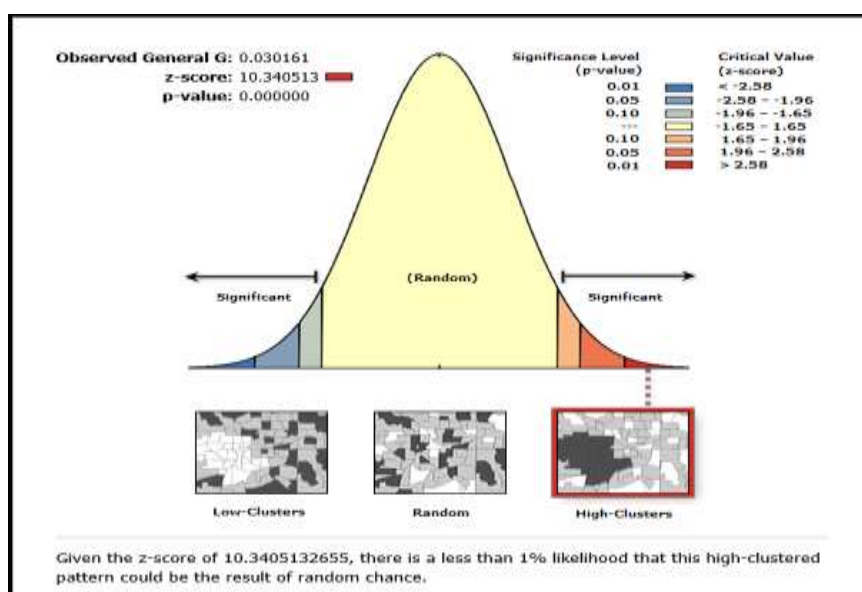 Observed General G: 0.030161
z-score: 10.340513
p-value: 0.000000
Significance Level
(p-value)
Critical Value
(z-score)
0.01 < -2.58
0.05 -2.58 – -1.96
0.10 -1.96 – -1.65
--- -1.65 – 1.65
0.10 1.65 – 1.96
0.05 1.96 – 2.58
0.01 > 2.58
Significant
(Random)
Significant
Low-Clusters
Random
High-Clusters
Given the z-score of 10.3405132655, there is a less than 1% likelihood that this high-clustered
pattern could be the result of random chance.